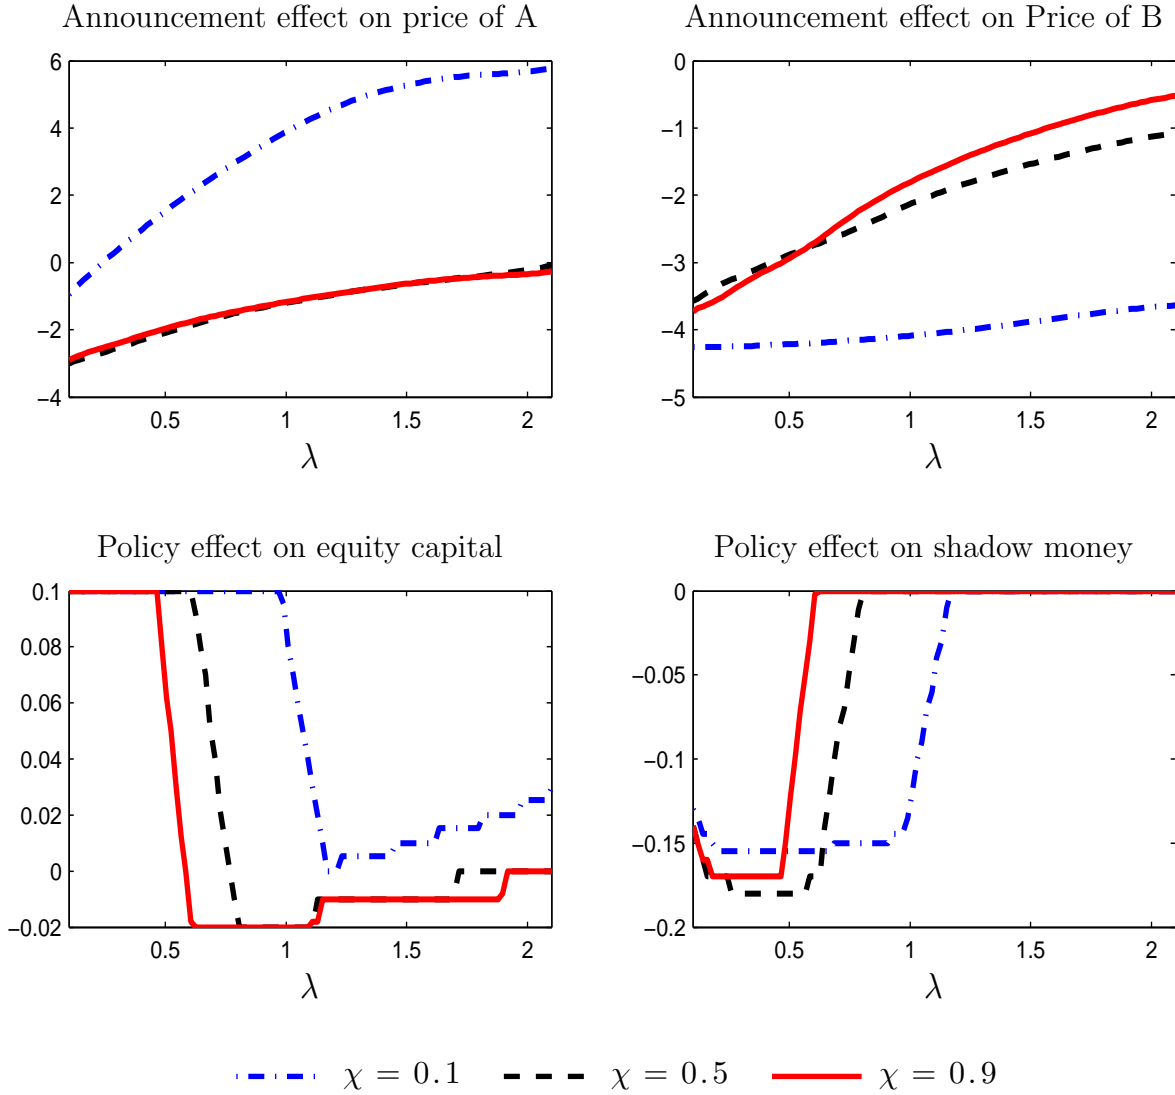 Announcement effect on price of A
6
4
2
0
−2
−4
0.5 1 1.5 2
λ
Announcement effect on Price of B
0
−1
−2
−3
−4
−5
0.5 1 1.5 2
λ
Policy effect on equity capital
0.1
0.08
0.06
0.04
0.02
0
−0.02
0.5 1 1.5 2
λ
Policy effect on shadow money
0
−0.05
−0.1
−0.15
−0.2
0.5 1 1.5 2
λ
χ = 0.1 χ = 0.5 χ = 0.9